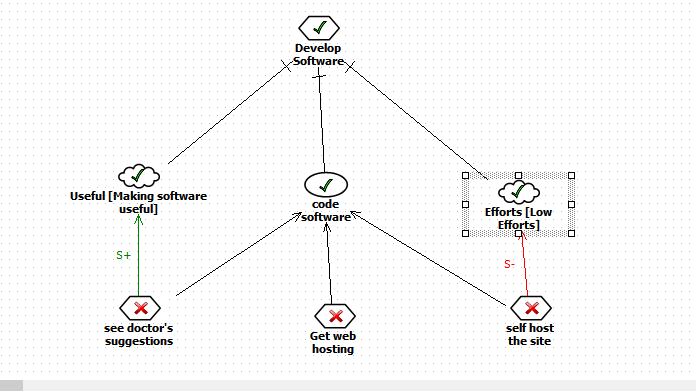 Develop
Software
Useful [Making software
useful]
code
software
Efforts [Low
Efforts]
S+
S-
see doctor's
suggestions
Get web
hosting
self host
the site